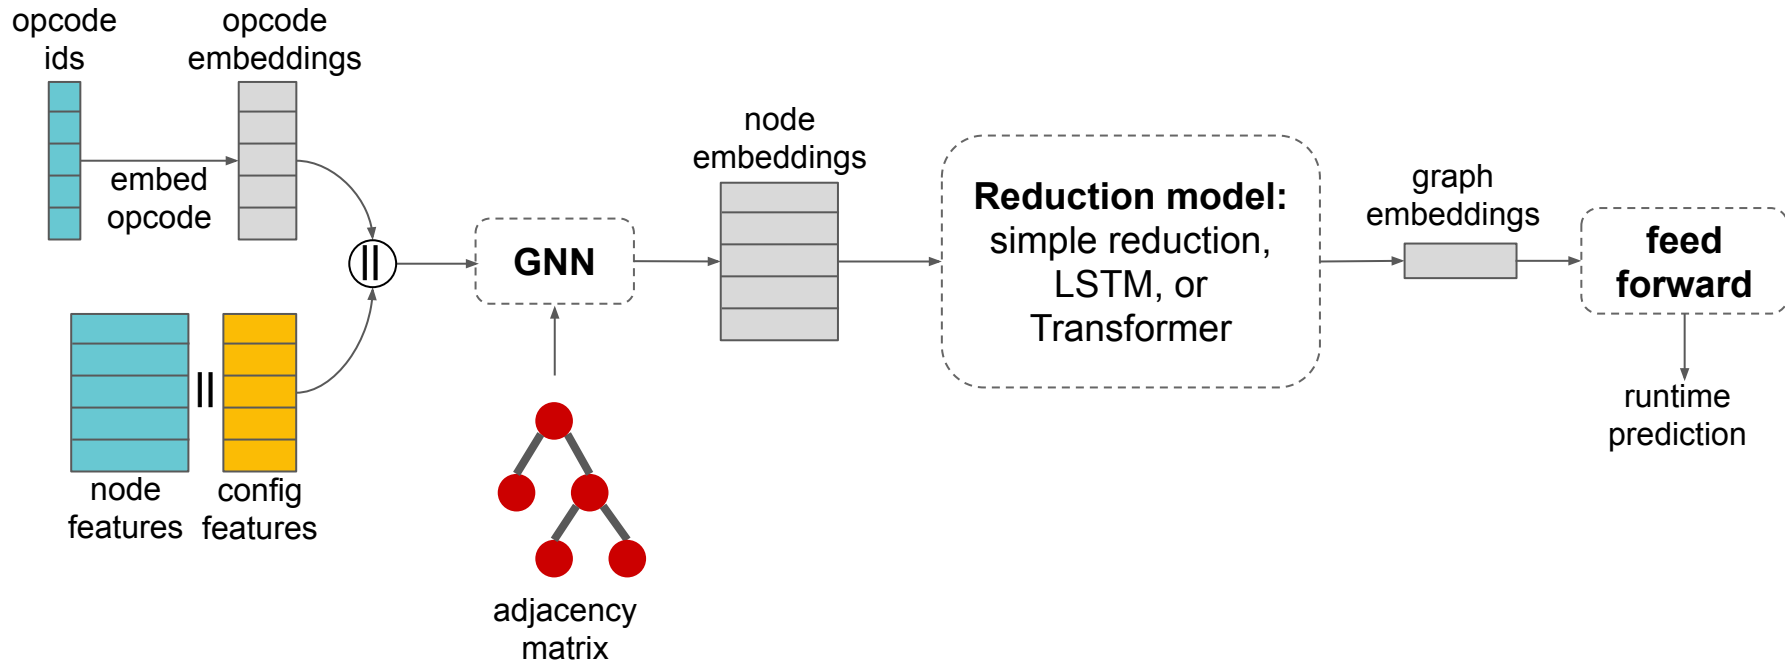 opcode
ids
opcode
embeddings
embed
opcode
||
node
features
||
config
features
GNN
adjacency
matrix
node
embeddings
Reduction model:
simple reduction,
LSTM, or
Transformer
graph
embeddings
feed
forward
runtime
prediction